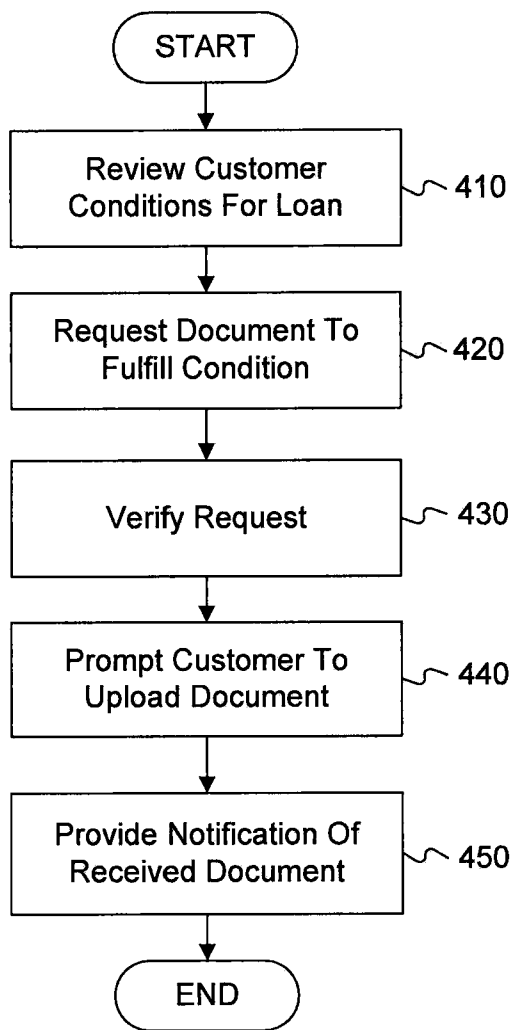 START
Review Customer
Conditions For Loan
410
Request Document To
Fulfill Condition
420
Verify Request
430
Prompt Customer To
Upload Document
440
Provide Notification Of
Received Document
450
END